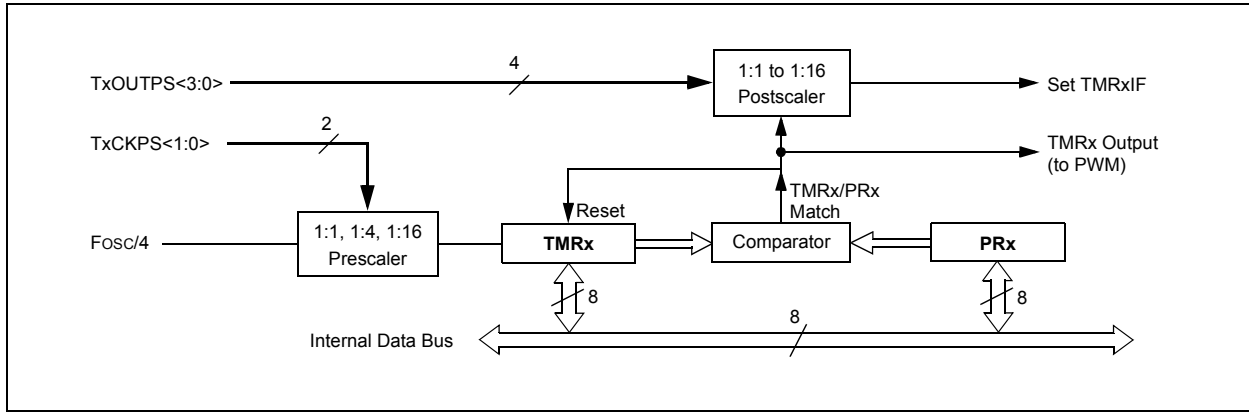 TxOUTPS<3:0>
4
1:1 to 1:16
Postscaler
Set TMRxIF
TxCKPS<1:0>
2
TMRx Output
(to PWM)
TMRx/PRx
Match
Reset
FOSC/4
1:1, 1:4, 1:16
Prescaler
TMRx
Comparator
PRx
8
8
8
Internal Data Bus